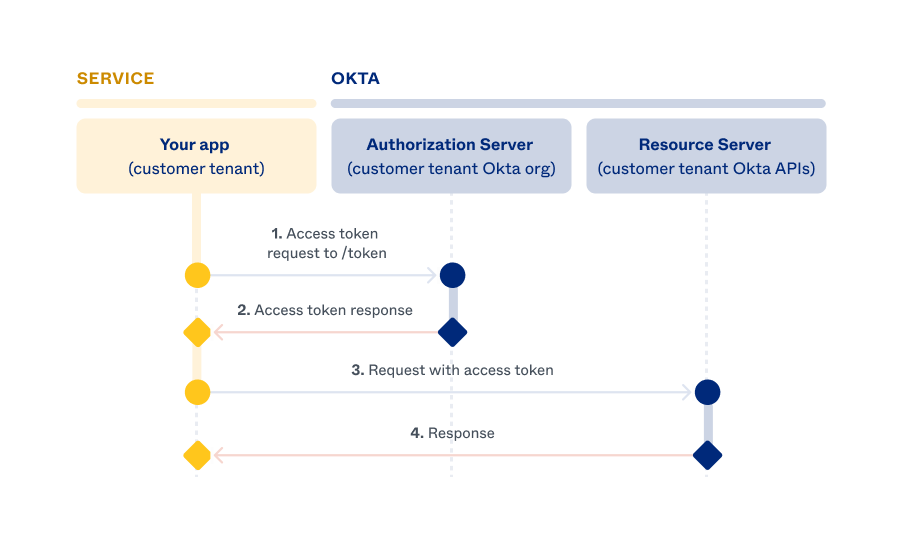 SERVICE
OKTA
Your app
(customer tenant)
Authorization Server
(customer tenant Okta org)
Resource Server
(customer tenant Okta APIs)
1. Access token
request to /token
2. Access token response
3. Request with access token
4. Response